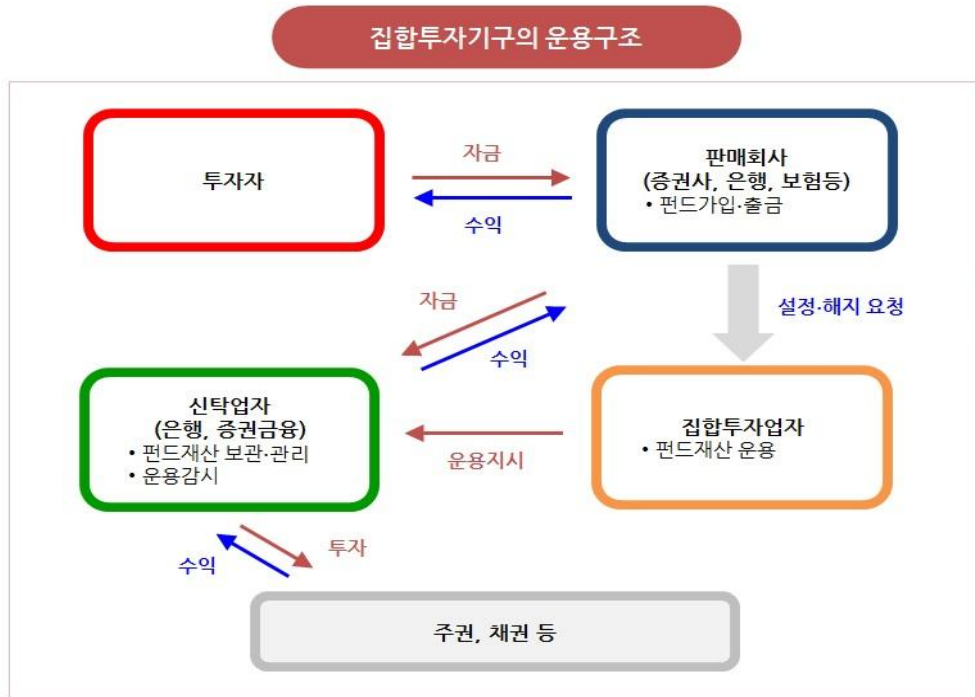 집합투자기구의 운용구조
투자자
자금
수익
판매회사
(증권사, 은행, 보험등)
• 펀드가입·출금
자금
수익
설정·해지 요청
신탁업자
(은행, 증권금융)
• 펀드재산 보관·관리
• 운용감시
운용지시
집합투자업자
• 펀드재산 운용
수익
투자
주권, 채권 등